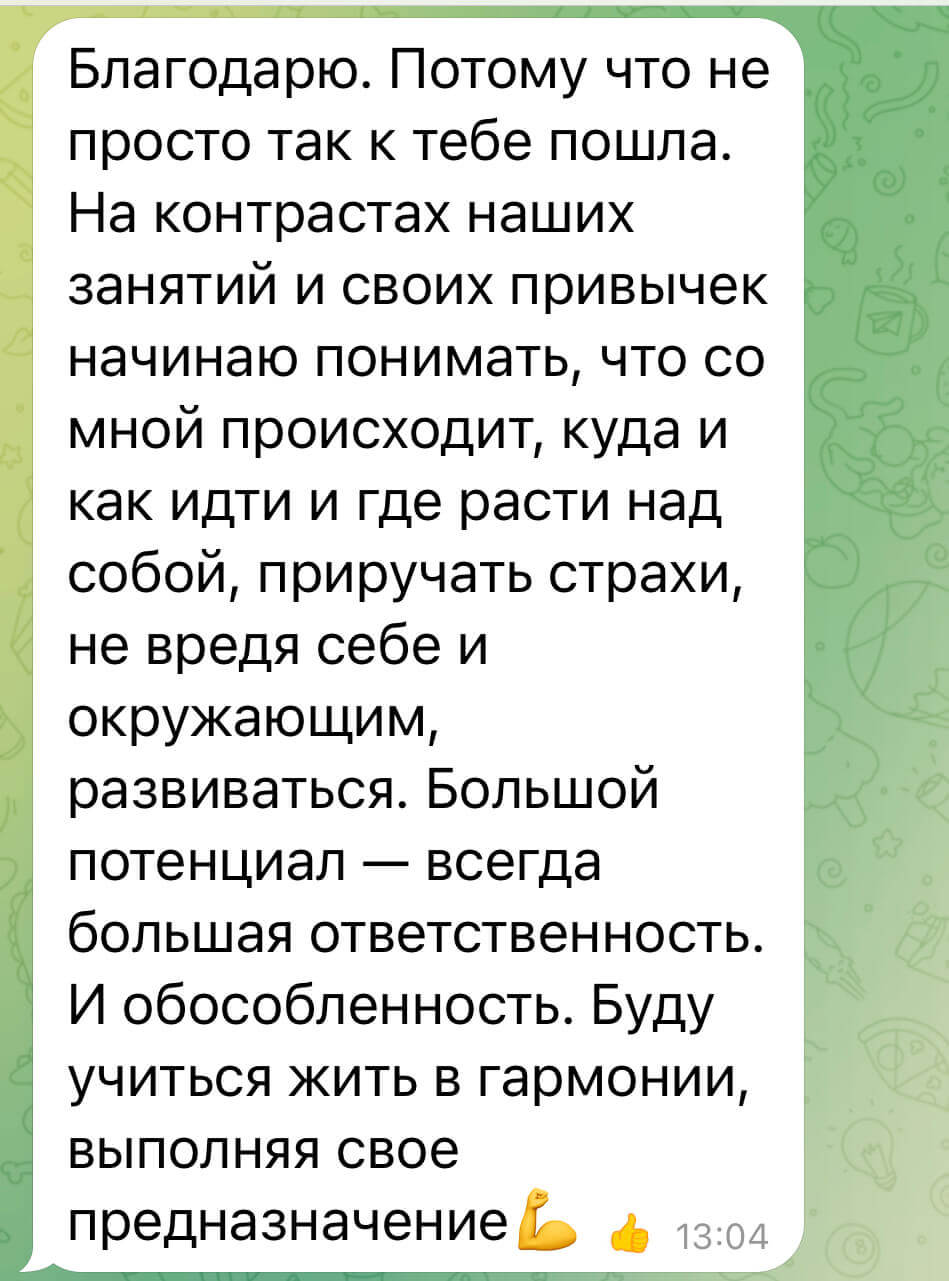 Благодарю. Потому что не
просто так к тебе пошла.
На контрастах наших
занятий и своих привычек
начинаю понимать, что со
мной происходит, куда и
как идти и где расти над
собой, приручать страхи,
не вредя себе и
окружающим,
развиваться. Большой
потенциал — всегда
большая ответственность.
И обособленность. Буду
учиться жить в гармонии,
выполняя свое
предназначение💪 👍 13:04